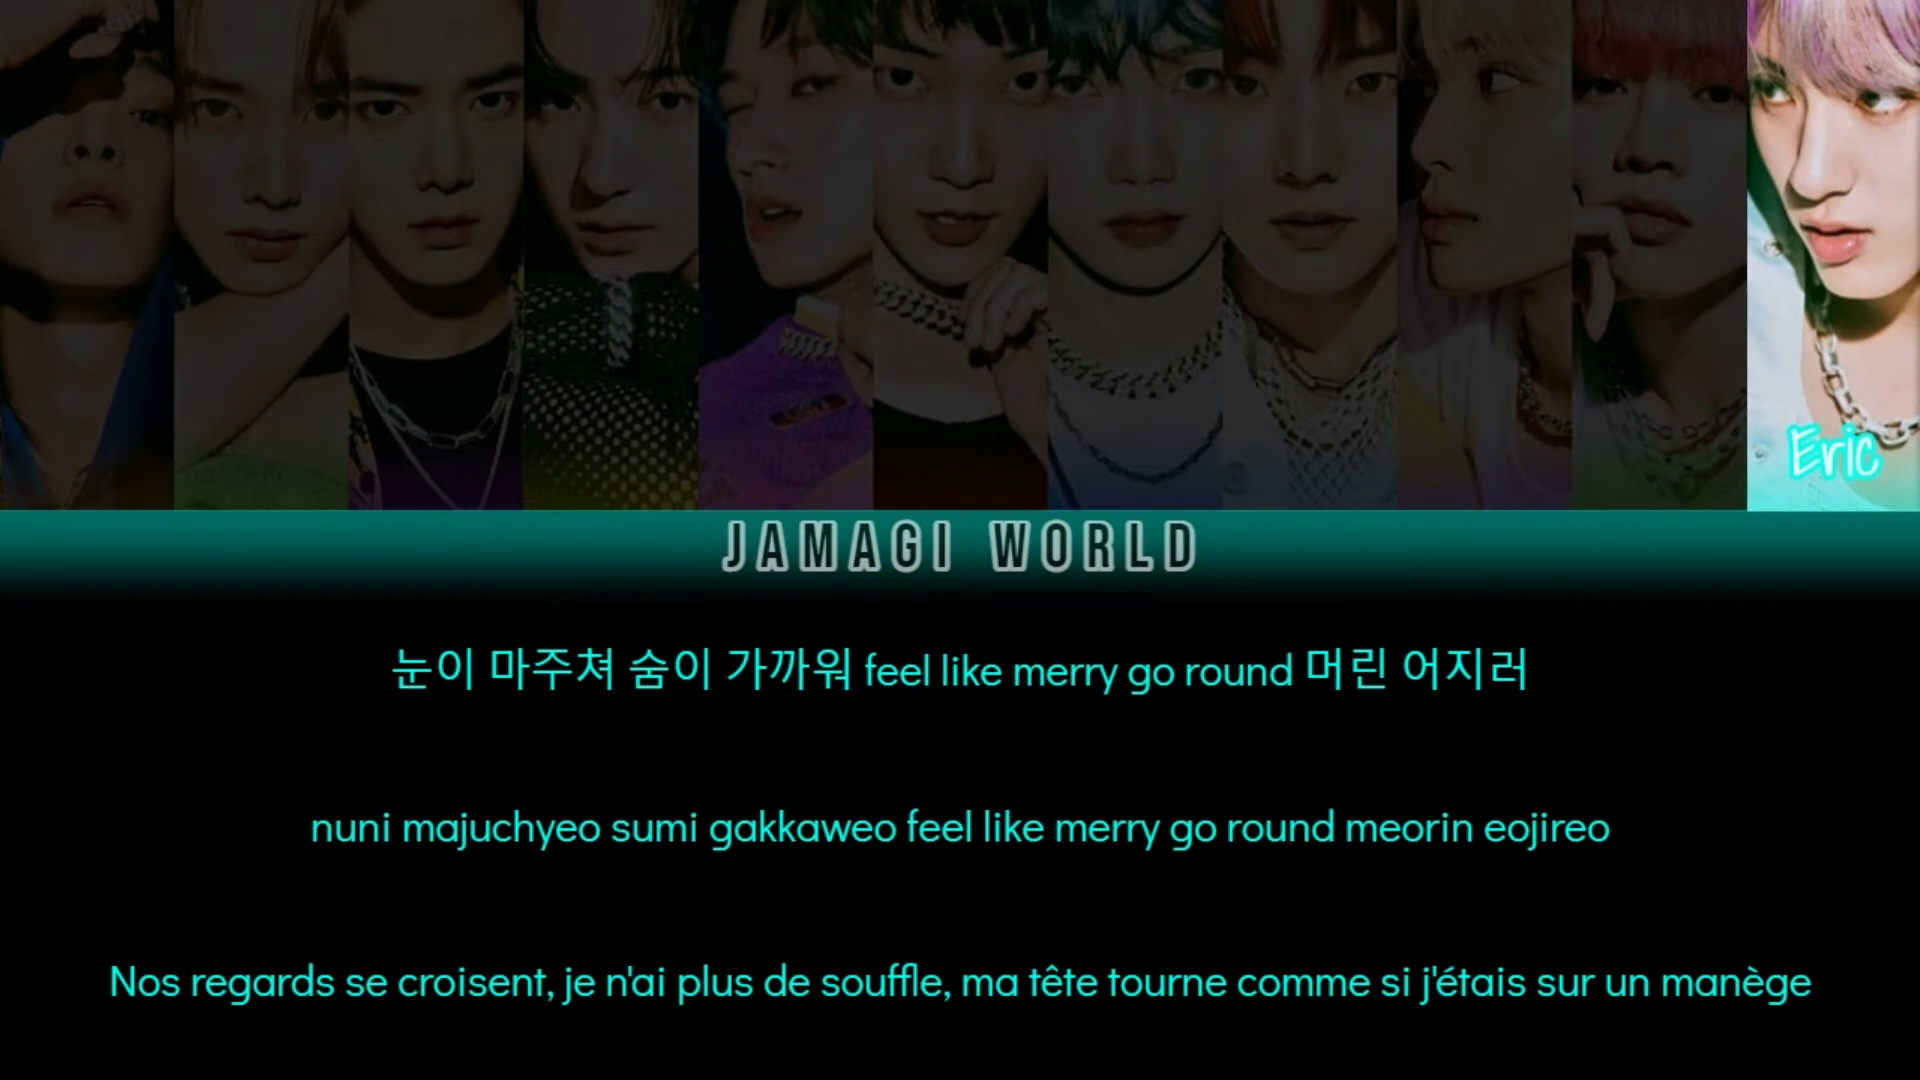 Eric
JAMAGI WORLD
눈이 마주쳐 숨이 가까워 feel like merry go round 머린 어지러
nuni majuchyeo sumi gakkaweo feel like merry go round meorin eojireo
Nos regards se croisent, je n'ai plus de souffle, ma tête tourne comme si j'étais sur un manège